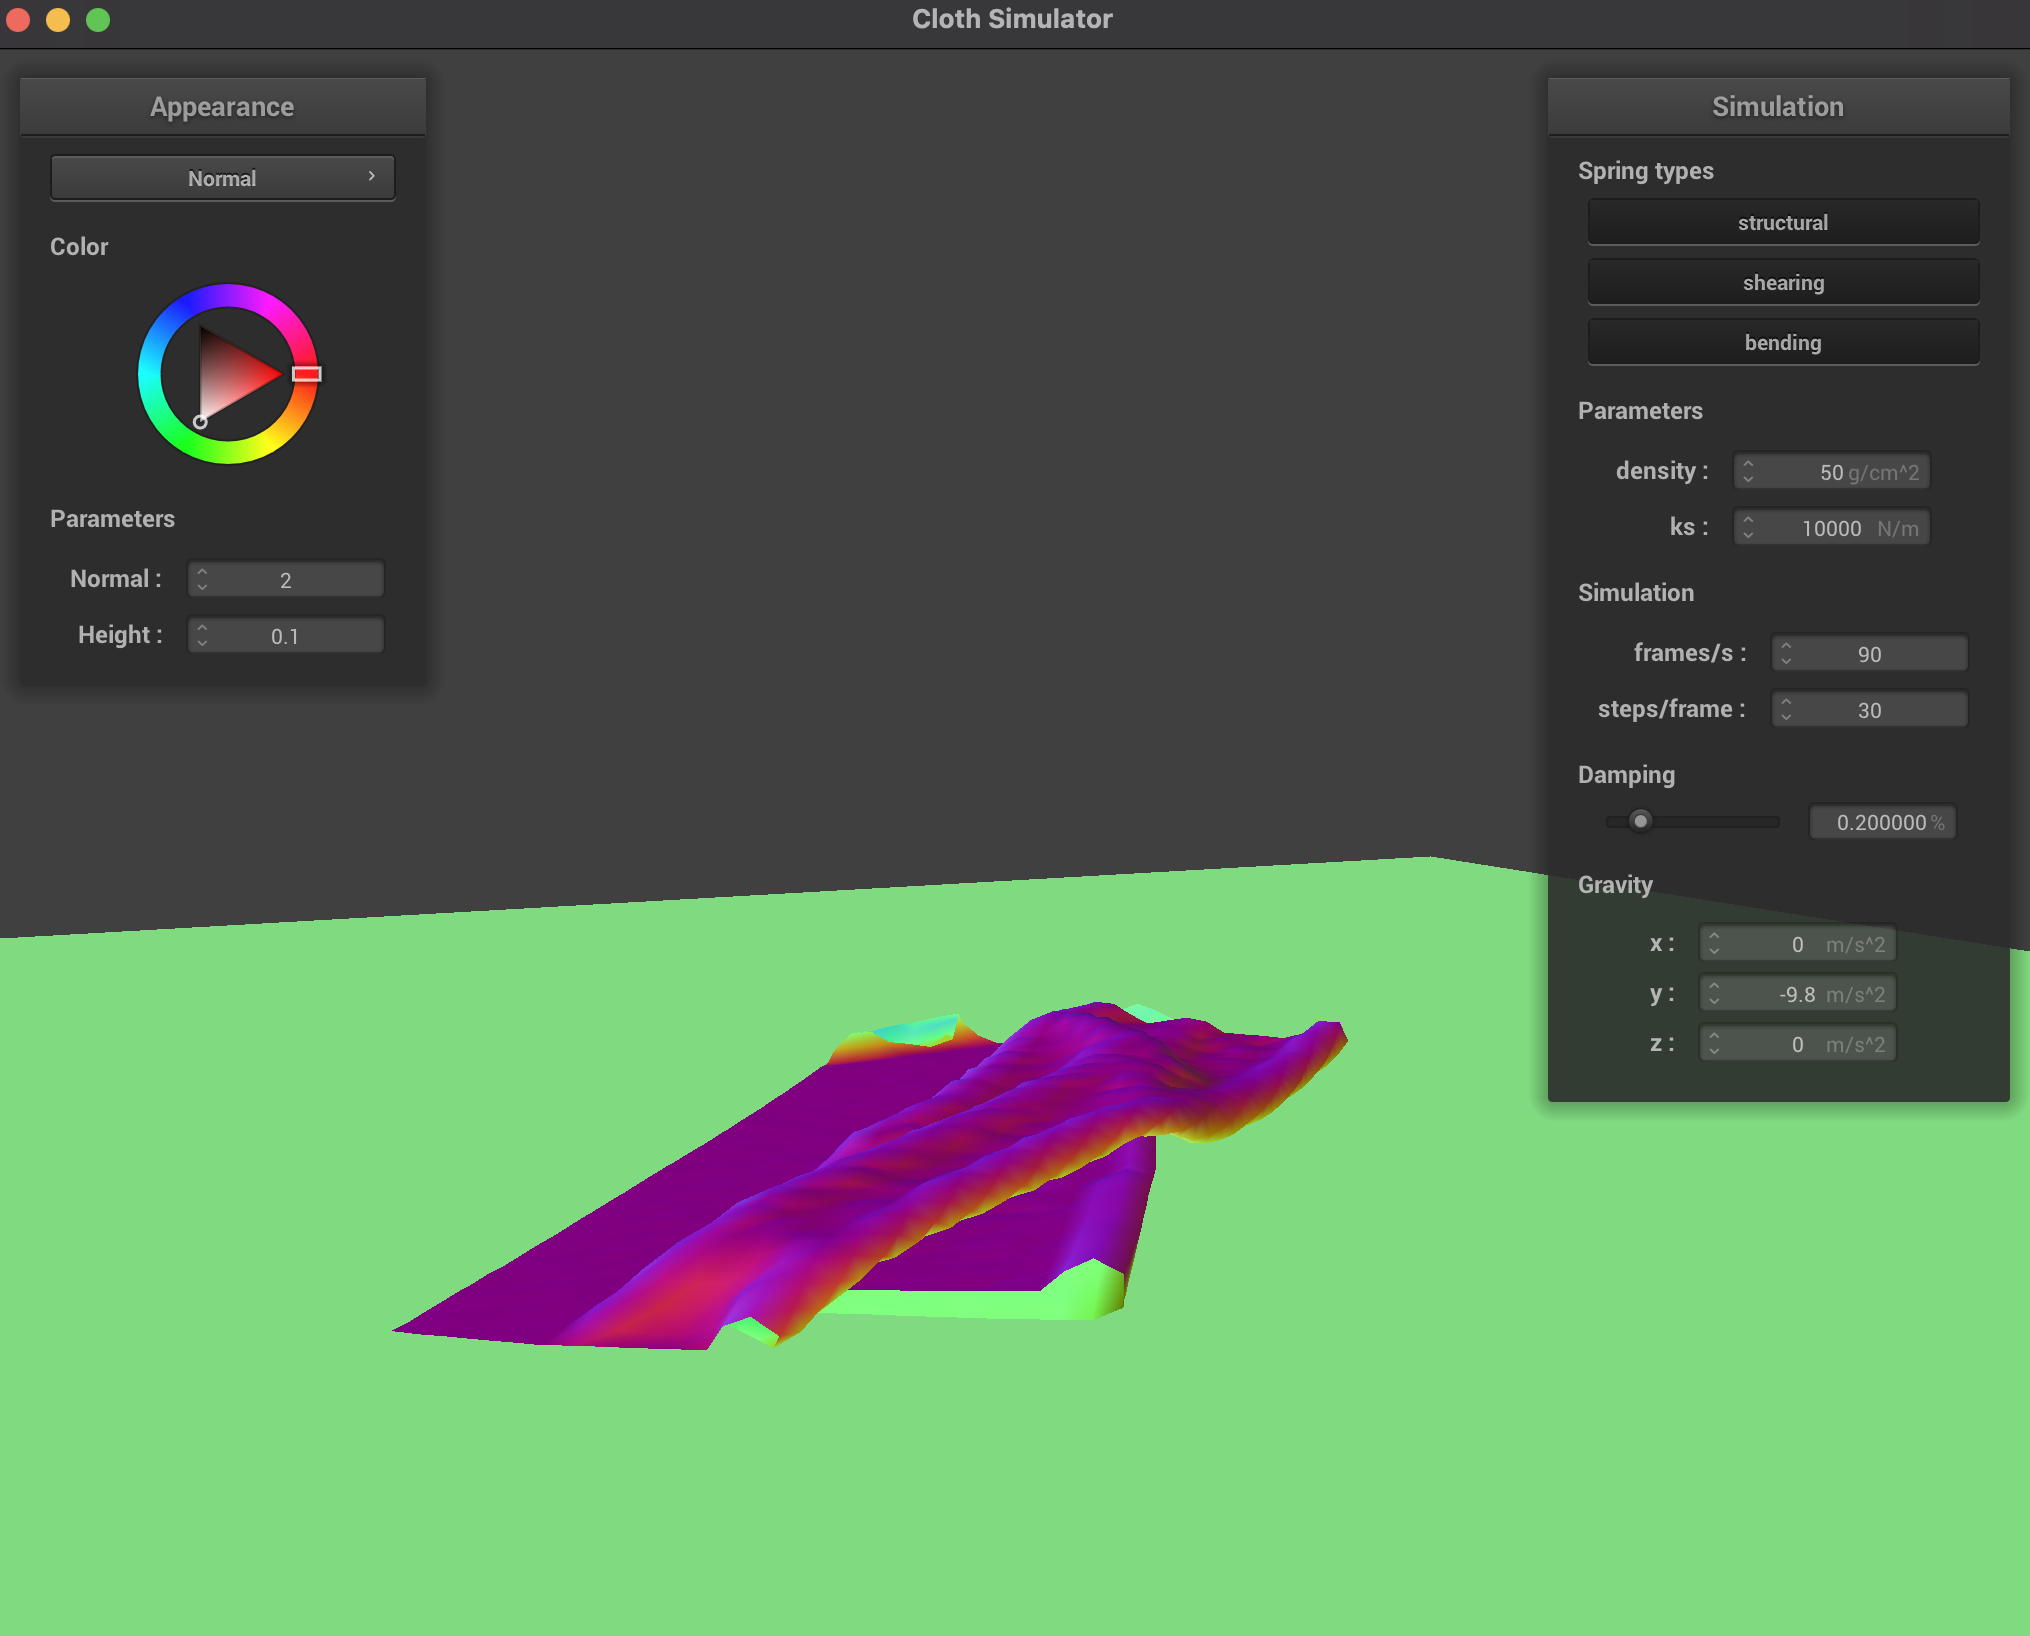 Cloth Simulator
Appearance
Normal
Color
Parameters
Normal : 2
Height : 0.1
Simulation
Spring types
structural
shearing
bending
Parameters
density : 50 g/cm^2
ks : 10000 N/m
Simulation
frames/s : 90
steps/frame : 30
Damping
0.200000 %
Gravity
x : 0 m/s^2
y : -9.8 m/s^2
z : 0 m/s^2